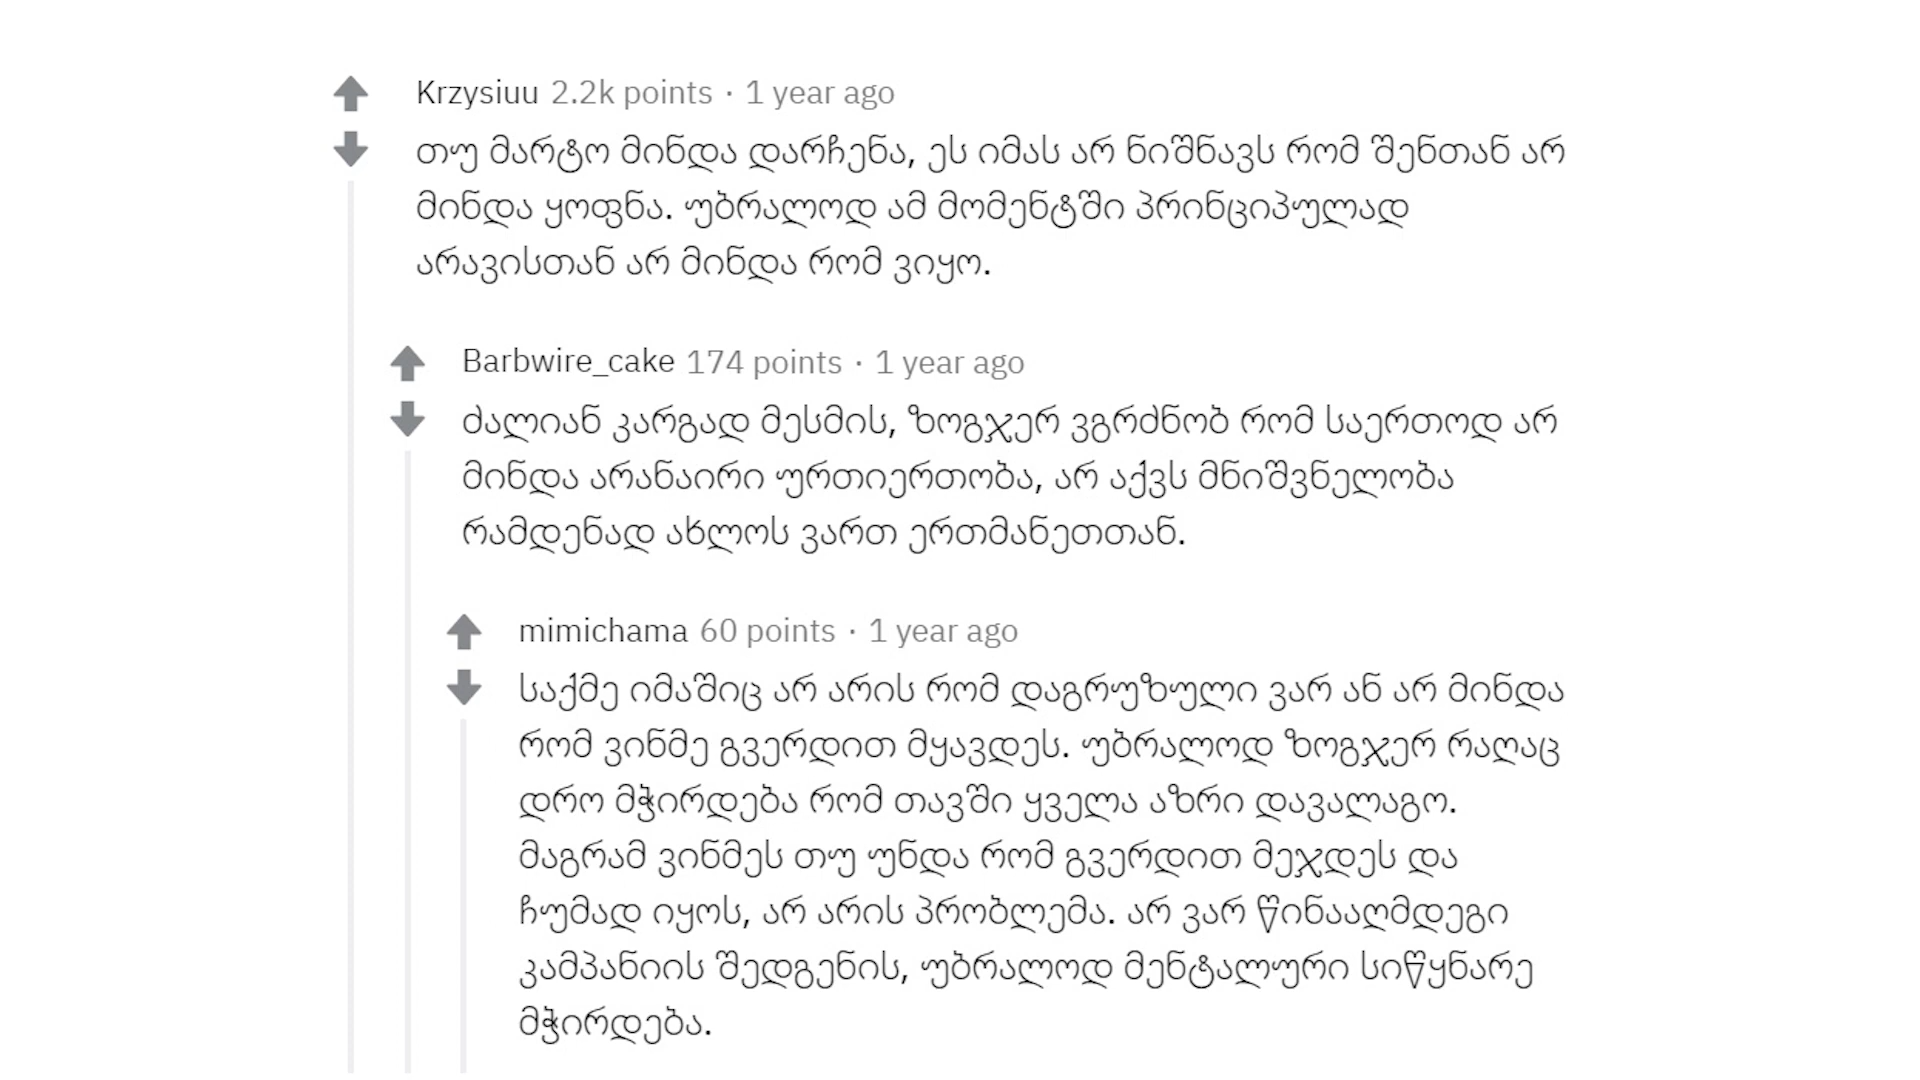 Krzysiuu 2.2k points · 1 year ago
თუ მარტო მინდა დარჩენა, ეს იმას არ ნიშნავს რომ შენთან არ
მინდა ყოფნა. უბრალოდ ამ მომენტში პრინციპულად
არავისთან არ მინდა რომ ვიყო.
Barbwire_cake 174 points · 1 year ago
ძალიან კარგად მესმის, ზოგჯერ ვგრძნობ რომ საერთოდ არ
მინდა არანაირი ურთიერთობა, არ აქვს მნიშვნელობა
რამდენად ახლოს ვართ ერთმანეთთან.
mimichama 60 points · 1 year ago
საქმე იმაშიც არ არის რომ დაგრუზული ვარ ან არ მინდა
რომ ვინმე გვერდით მყავდეს. უბრალოდ ზოგჯერ რაღაც
დრო მჭირდება რომ თავში ყველა აზრი დავალაგო.
მაგრამ ვინმეს თუ უნდა რომ გვერდით მეჯდეს და
ჩუმად იყოს, არ არის პრობლემა. არ ვარ წინააღმდეგი
კამპანიის შედგენის, უბრალოდ მენტალური სიწყნარე
მჭირდება.